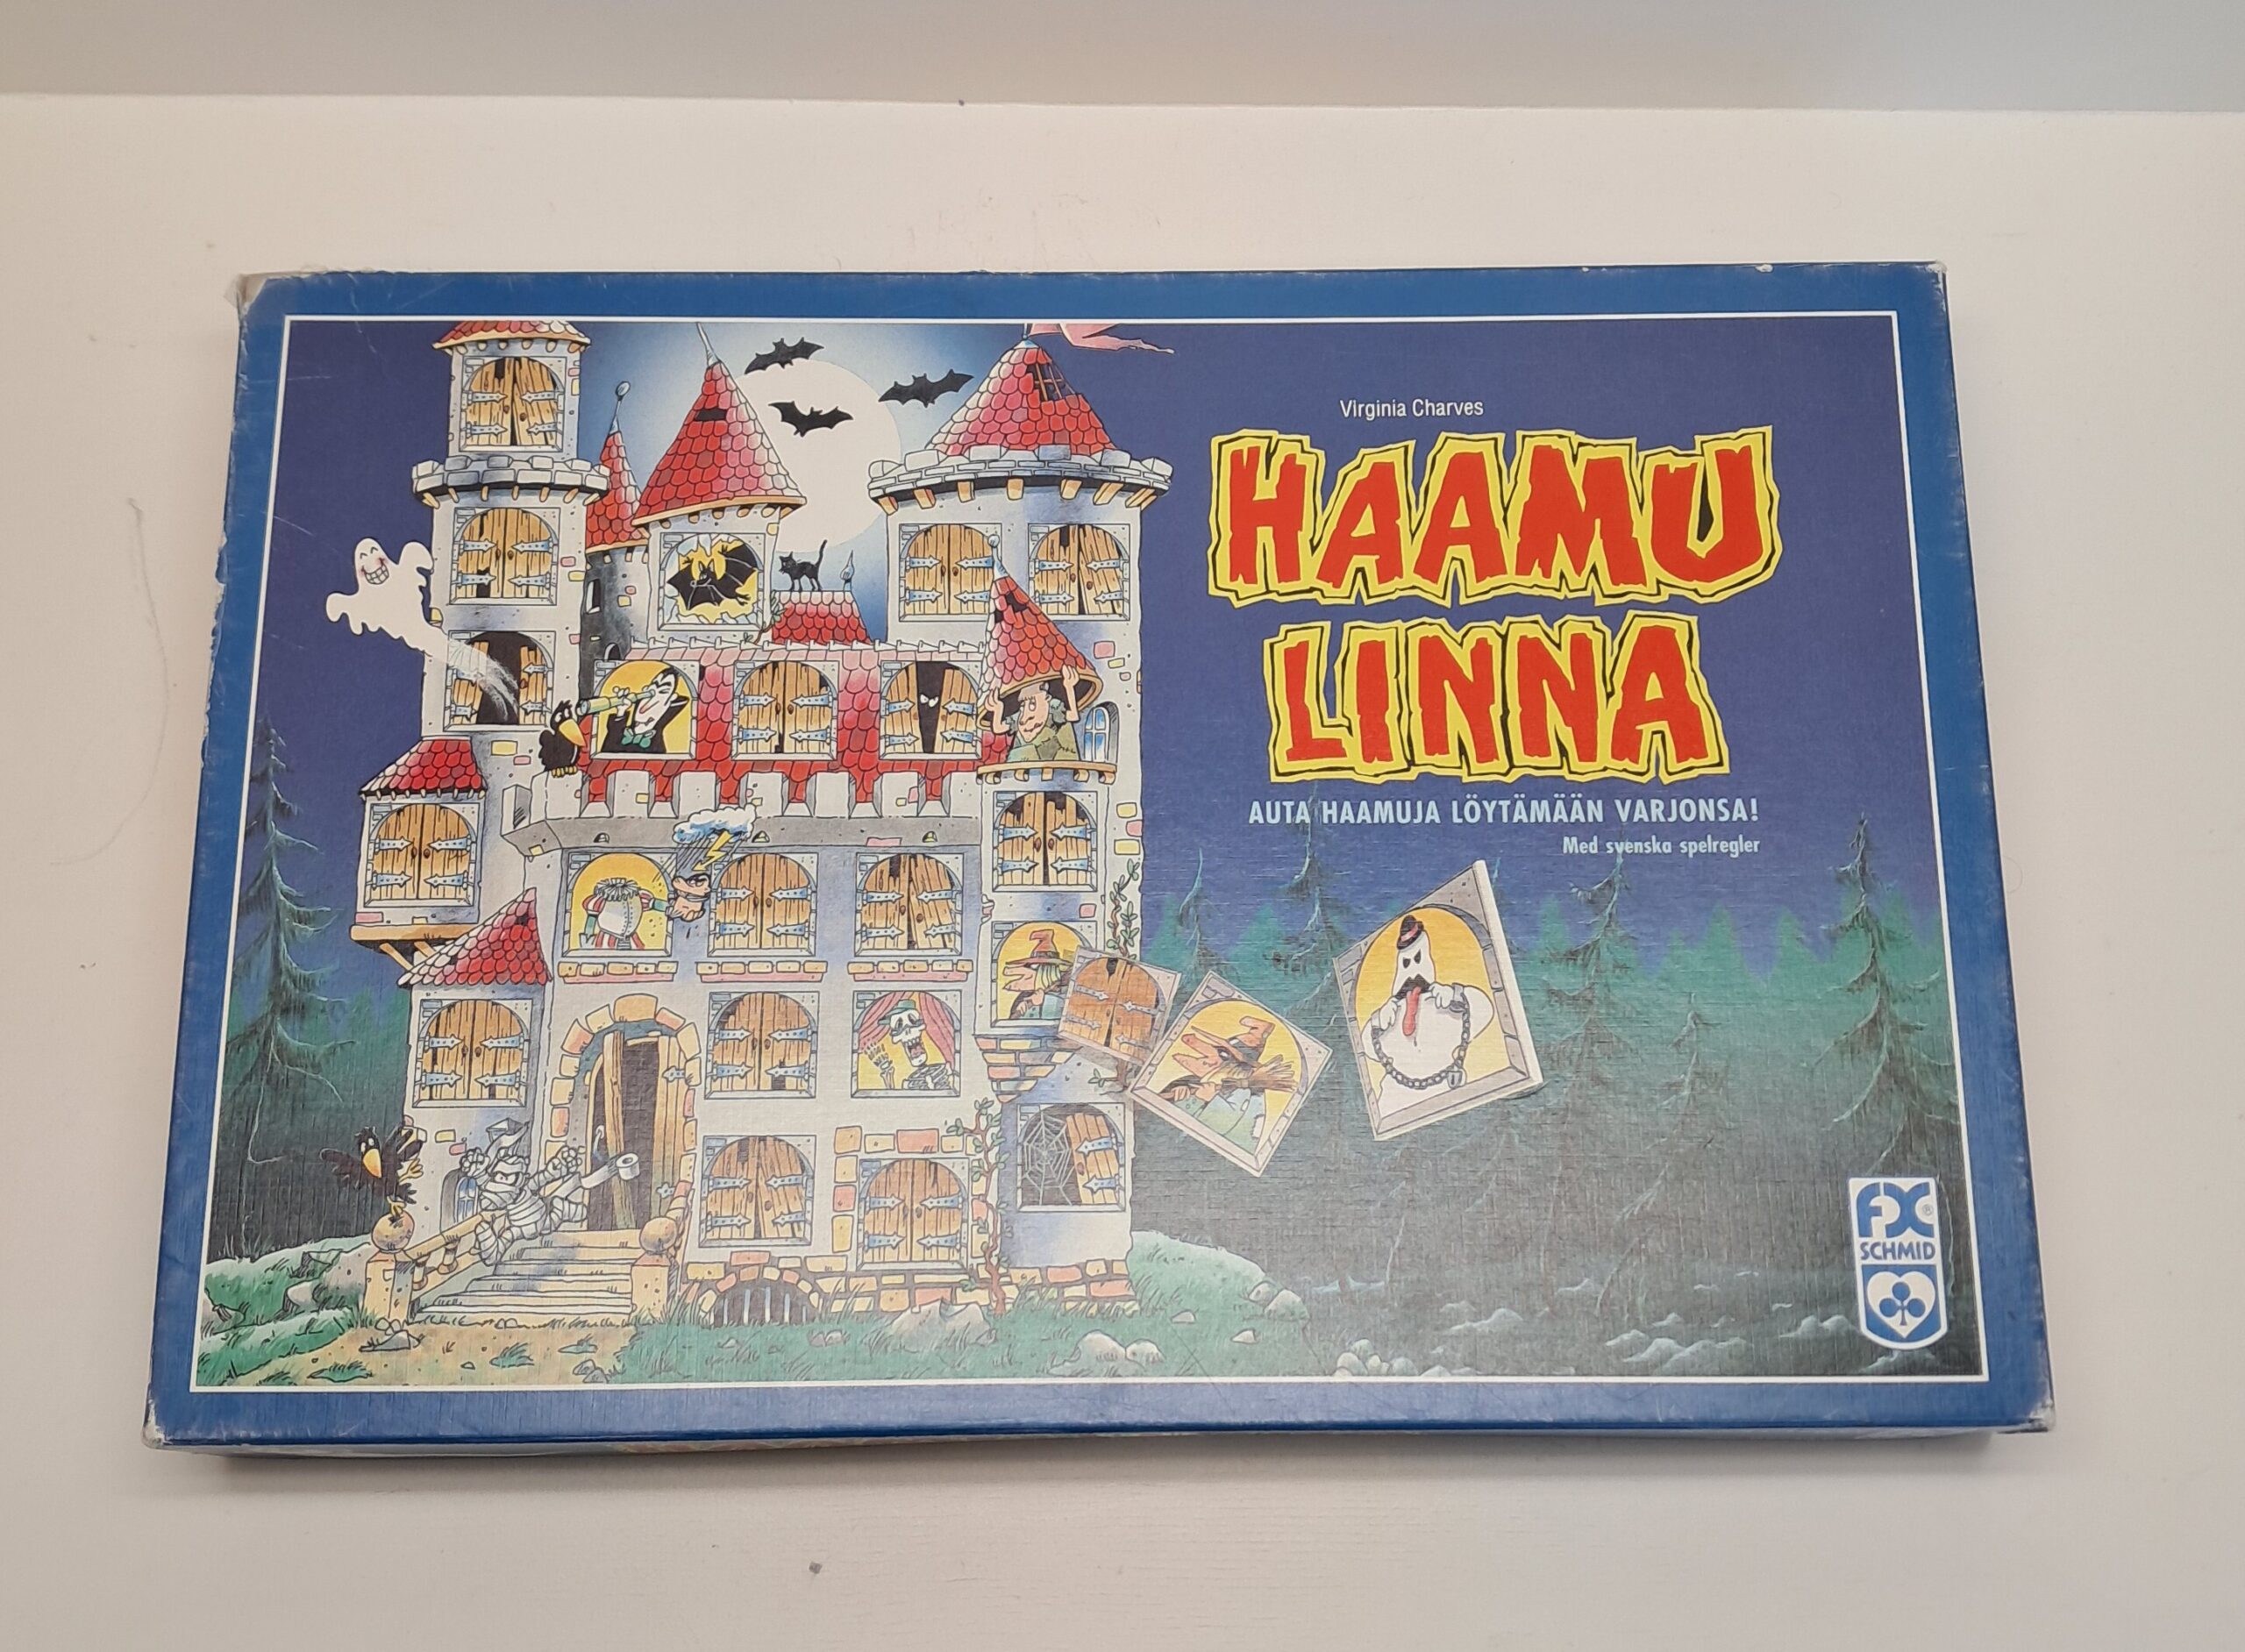 Virginia Charves
HAAMU
LINNA
AUTA HAAMUJA LÖYTÄMÄÄN VARJONSA!
Med svenska spelregler
FX®
SCHMID